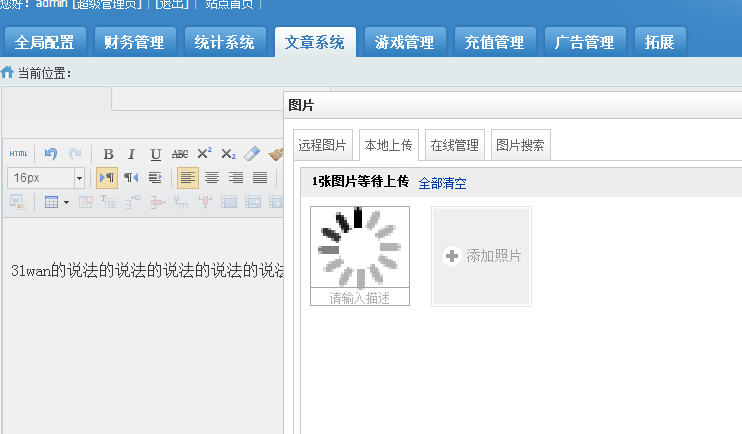 您好! admin [超级管理员] | [退出] | 站点首页 |
全局配置 财务管理 统计系统 文章系统 游戏管理 充值管理 广告管理 拓展
当前位置:
图片
远程图片 本地上传 在线管理 图片搜索
HTML B I U ABC X² X₂
16px
1张图片等待上传 全部清空
请输入描述
添加照片
31wan的说法的说法的说法的说法的说法